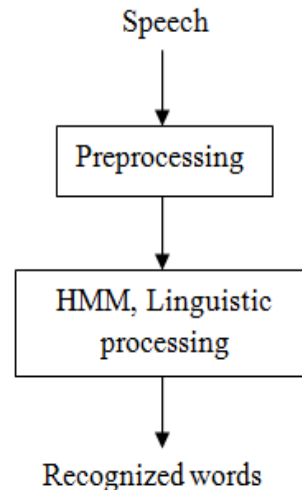 Speech
Preprocessing
HMM, Linguistic
processing
Recognized words